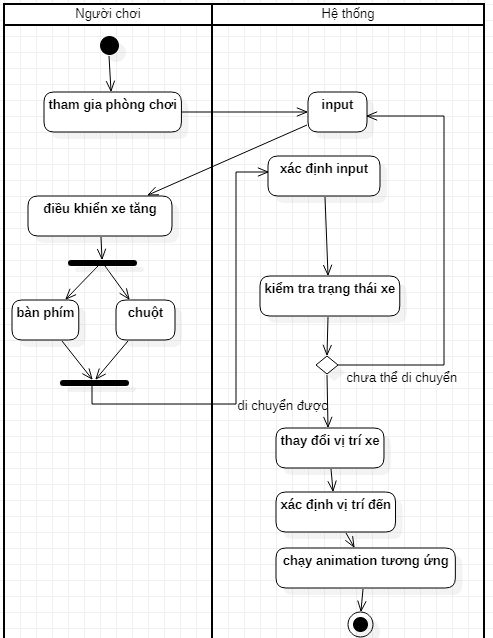 Người chơi
Hệ thống
tham gia phòng chơi
input
xác định input
điều khiển xe tăng
kiểm tra trạng thái xe
bàn phím
chuột
chưa thể di chuyển
di chuyển được
thay đổi vị trí xe
xác định vị trí đến
chạy animation tương ứng